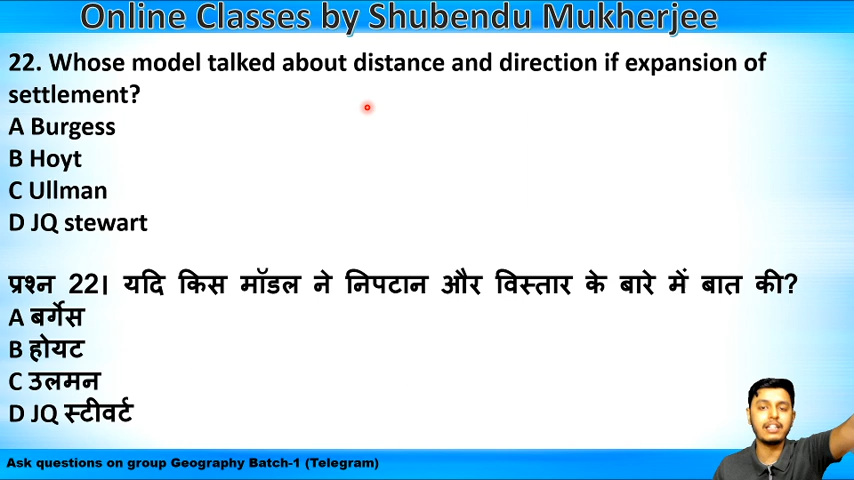 Online Classes by Shubendu Mukherjee
22. Whose model talked about distance and direction if expansion of
settlement?
A Burgess
B Hoyt
C Ullman
D JQ stewart
प्रश्न 22। यदि किस मॉडल ने निपटान और विस्तार के बारे में बात की?
A बर्गेस
B होयट
C उलमन
D JQ स्टीवर्ट
Ask questions on group Geography Batch-1 (Telegram)